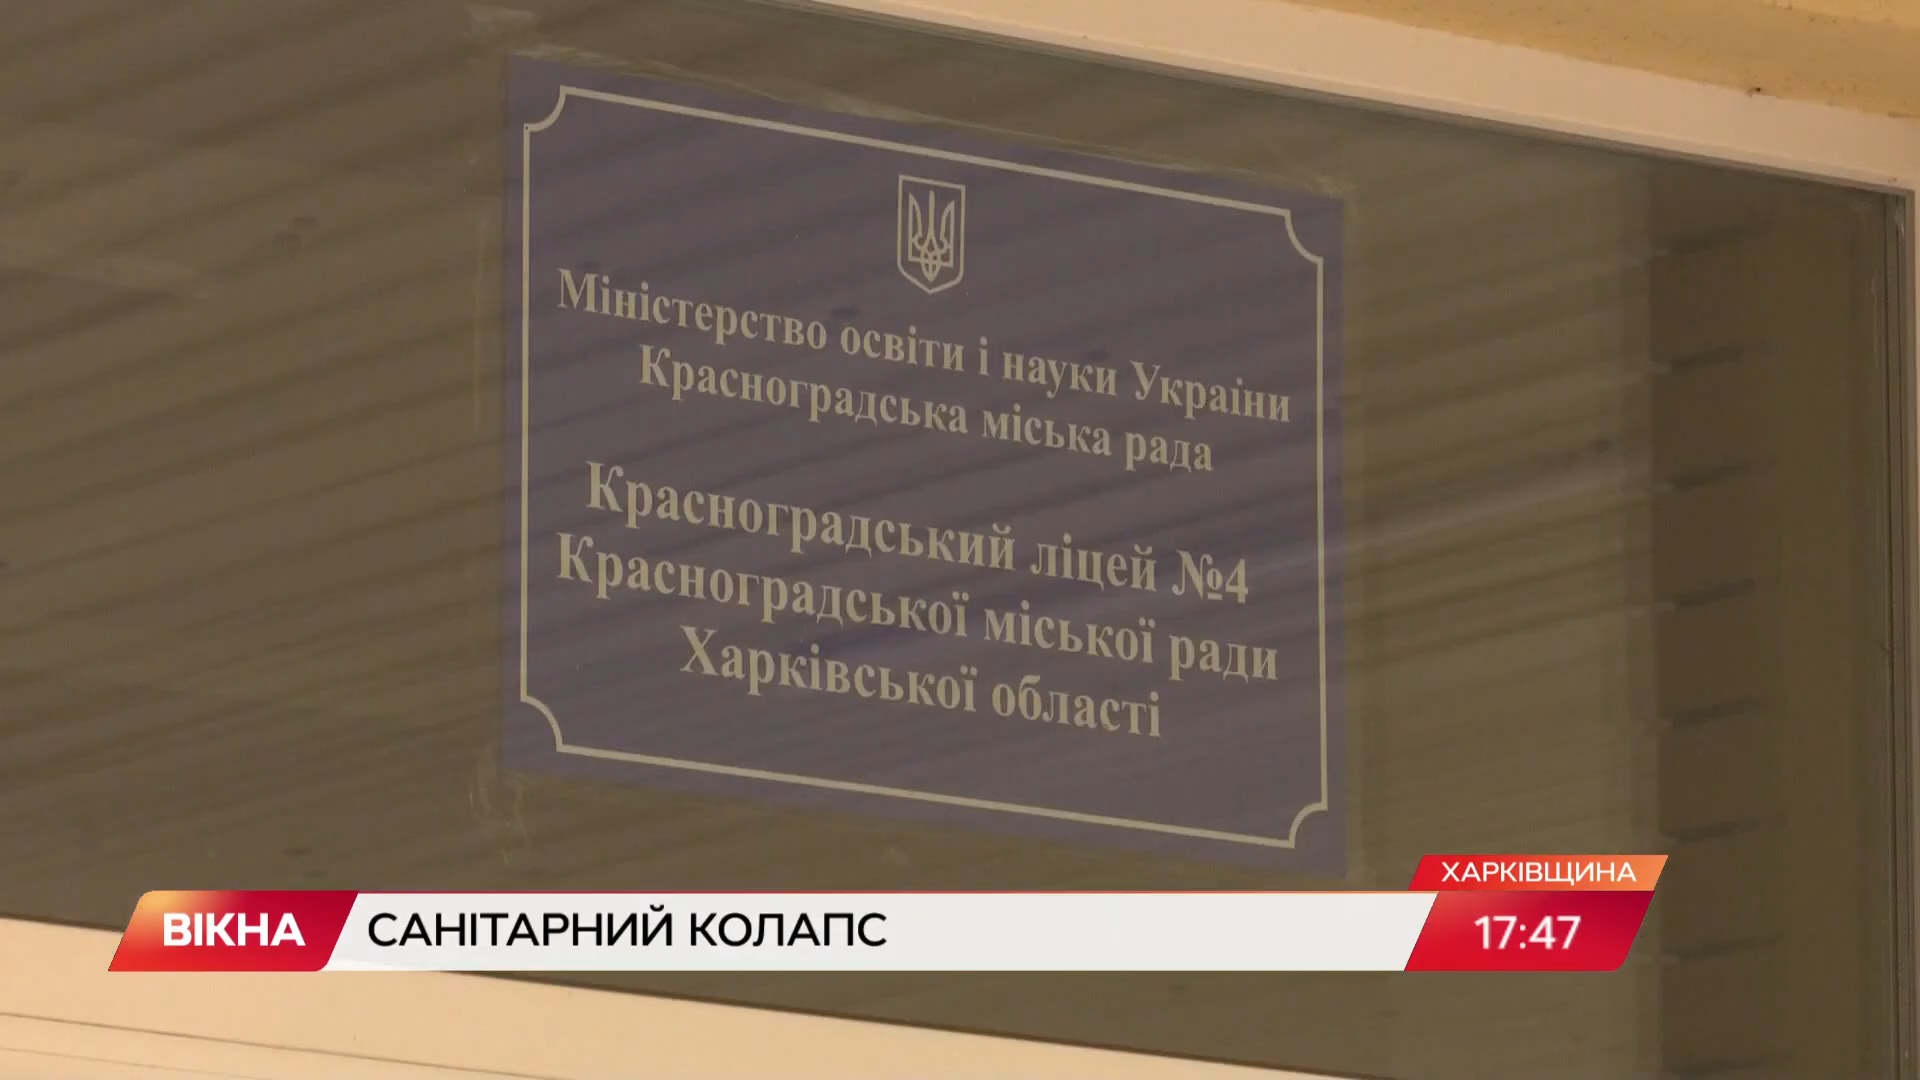 Міністерство освіти і науки України
Красноградська міська рада
Красноградський ліцей №4
Красноградської міської ради
Харківської області
ХАРКІВЩИНА
ВІКНА САНІТАРНИЙ КОЛАПС 17:47